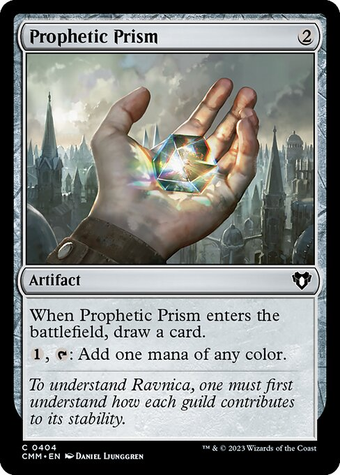 Prophetic Prism 2
Artifact
When Prophetic Prism enters the
battlefield, draw a card.
1, : Add one mana of any color.
To understand Ravnica, one must first
understand how each guild contributes
to its stability.
C 0404
CMM • EN Daniel Ljunggren
™ & © 2023 Wizards of the Coast